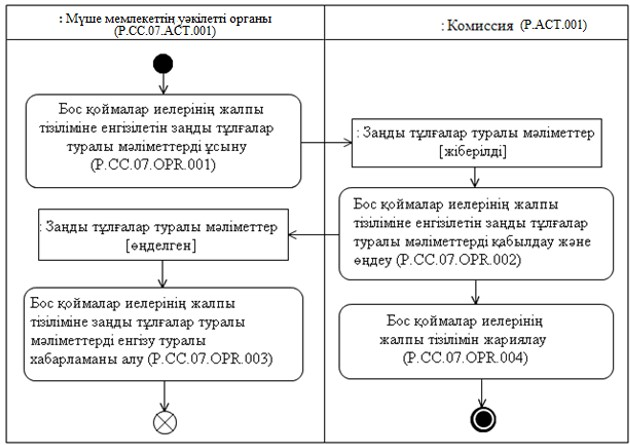 : Мүше мемлекеттің уәкілетті органы
(P.CC.07.ACT.001)
: Комиссия (P.ACT.001)
Бос қоймалар иелерінің жалпы
тізіліміне енгізілетін заңды тұлғалар
туралы мәліметтерді ұсыну
(P.CC.07.OPR.001)
: Заңды тұлғалар туралы мәліметтер
[жіберілді]
Бос қоймалар иелерінің жалпы
тізіліміне енгізілетін заңды тұлғалар
туралы мәліметтерді қабылдау және
өңдеу (P.CC.07.OPR.002)
: Заңды тұлғалар туралы мәліметтер
[өңделген]
Бос қоймалар иелерінің жалпы
тізіліміне заңды тұлғалар туралы
мәліметтерді енгізу туралы
хабарламаны алу (P.CC.07.OPR.003)
Бос қоймалар иелерінің
жалпы тізілімін жариялау
(P.CC.07.OPR.004)